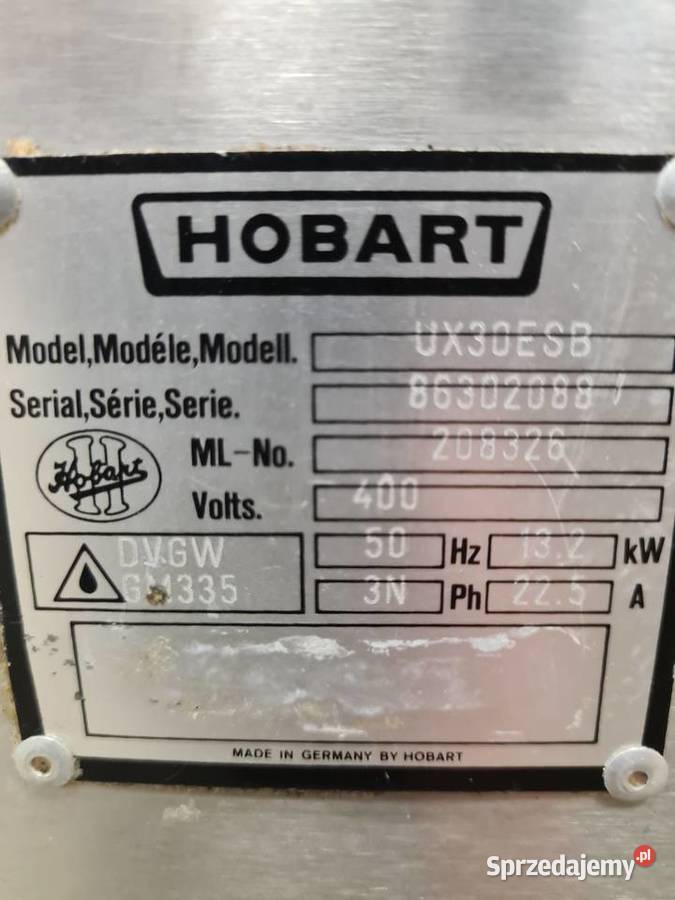 HOBART
Model,Modéle,Modell. UX30ESB
Serial,Série,Serie. 86302088
Hobart
ML-No. 208326
Volts. 400
DVGW 50 Hz 13.2 kW
GM335 3N Ph 22.5 A
MADE IN GERMANY BY HOBART
Sprzedajemy.pl